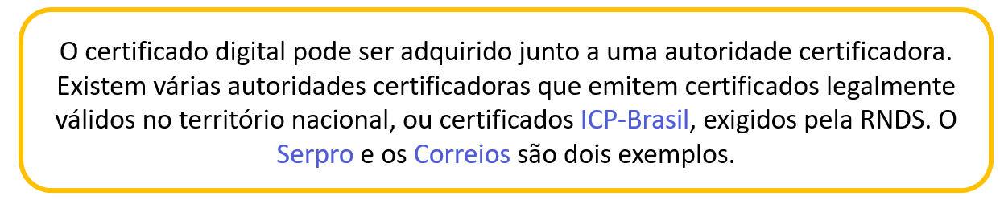 O certificado digital pode ser adquirido junto a uma autoridade certificadora.
Existem várias autoridades certificadoras que emitem certificados legalmente
válidos no território nacional, ou certificados ICP-Brasil, exigidos pela RNDS. O
Serpro e os Correios são dois exemplos.